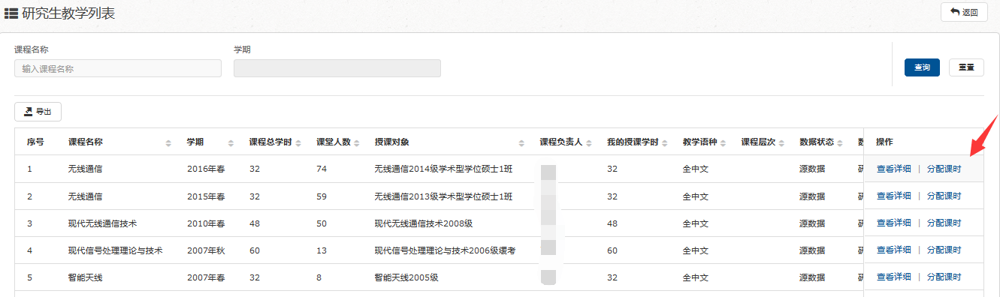 研究生教学列表
返回
课程名称 学期
输入课程名称
查询 重置
导出
序号 课程名称 学期 课程总学时 课堂人数 授课对象 课程负责人 我的授课学时 教学语种 课程层次 数据状态 操作
1 无线通信 2016年春 32 74 无线通信2014级学术型学位硕士1班 32 全中文 源数据 查看详细 | 分配课时
2 无线通信 2015年春 32 59 无线通信2013级学术型学位硕士1班 32 全中文 源数据 查看详细 | 分配课时
3 现代无线通信技术 2010年春 48 50 现代无线通信技术2008级 48 全中文 源数据 查看详细 | 分配课时
4 现代信号处理理论与技术 2007年秋 60 13 现代信号处理理论与技术2006级缓考 60 全中文 源数据 查看详细 | 分配课时
5 智能天线 2007年春 32 8 智能天线2005级 32 全中文 源数据 查看详细 | 分配课时